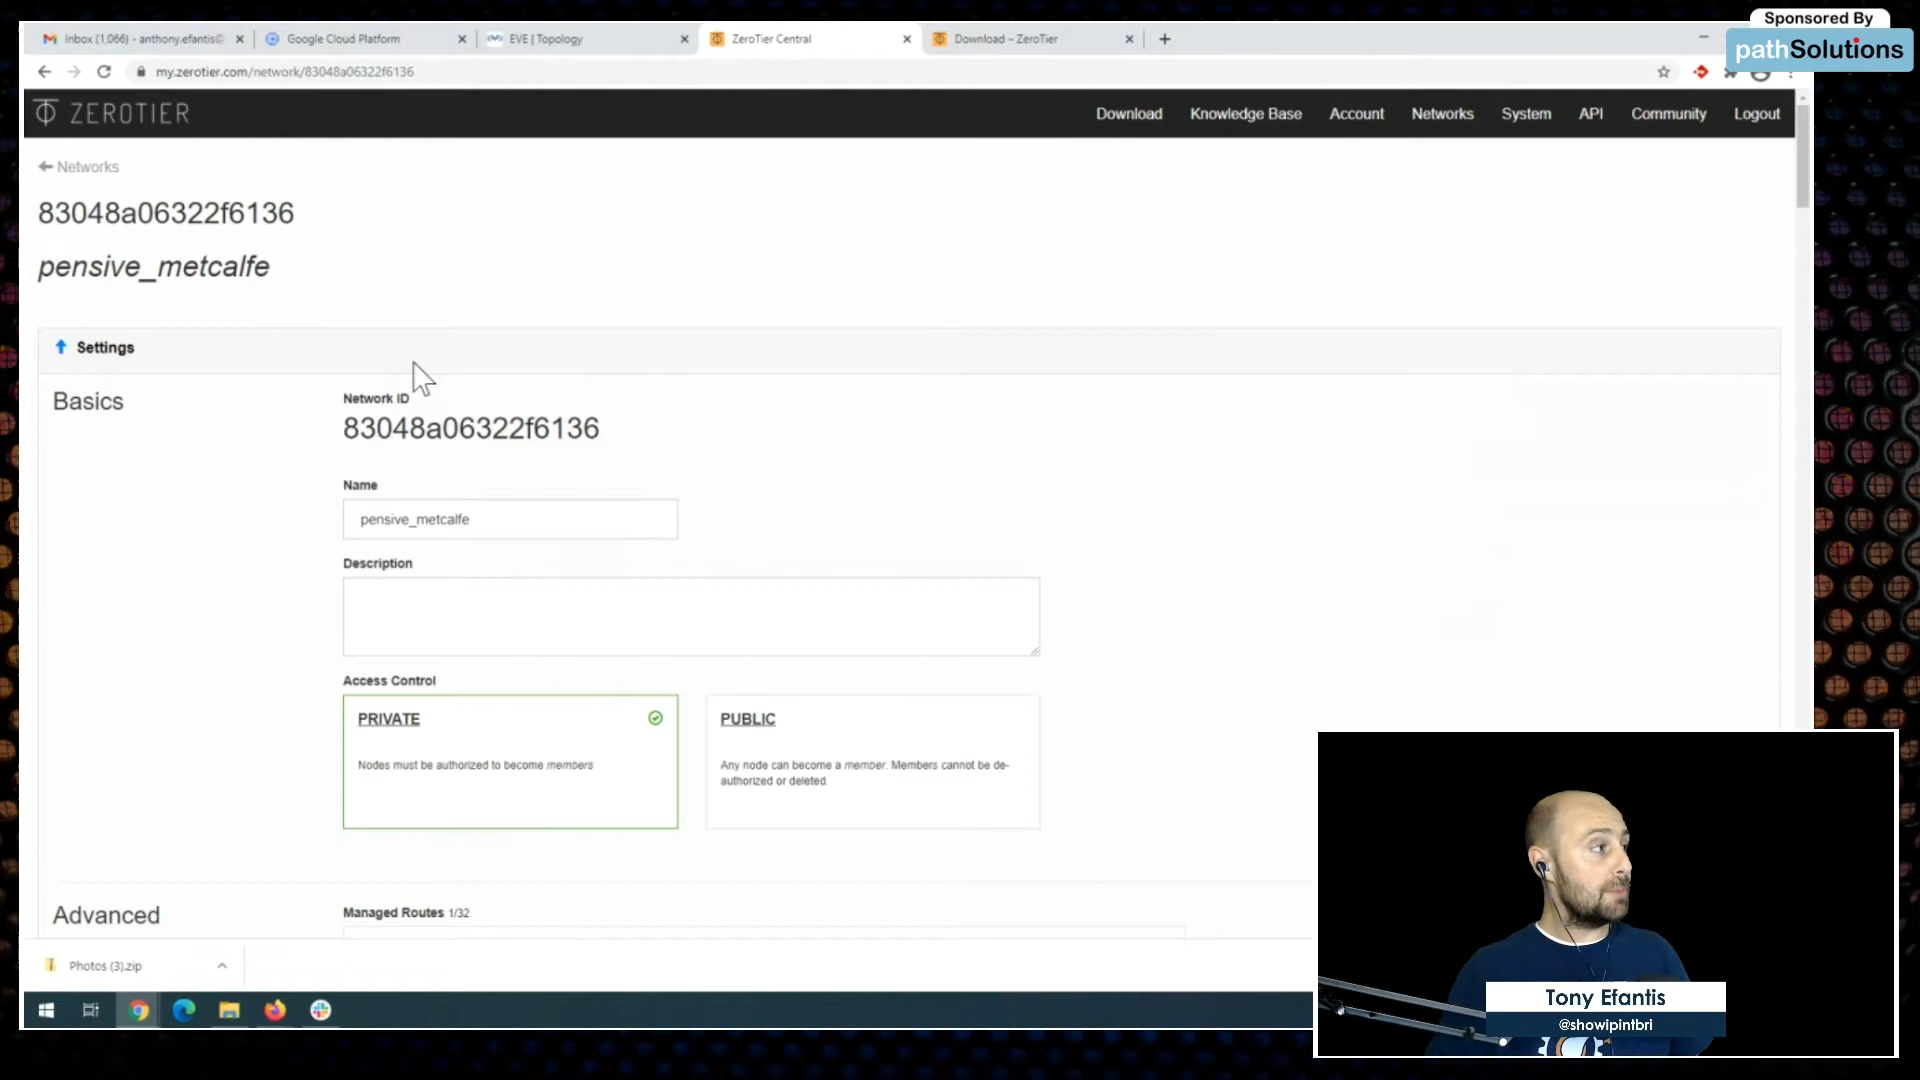 Sponsored By
pathSolutions
Inbox (1,066) - anthony.efantis@
Google Cloud Platform
EVE | Topology
ZeroTier Central
Download - ZeroTier
my.zerotier.com/network/83048a06322f6136
ZEROTIER
Download
Knowledge Base
Account
Networks
System
API
Community
Logout
Networks
83048a06322f6136
pensive_metcalfe
Settings
Basics
Network ID
83048a06322f6136
Name
pensive_metcalfe
Description
Access Control
PRIVATE
Nodes must be authorized to become members
PUBLIC
Any node can become a member. Members cannot be de-
authorized or deleted.
Advanced
Managed Routes 1/32
Photos (3).zip
Tony Efantis
@showipintbri